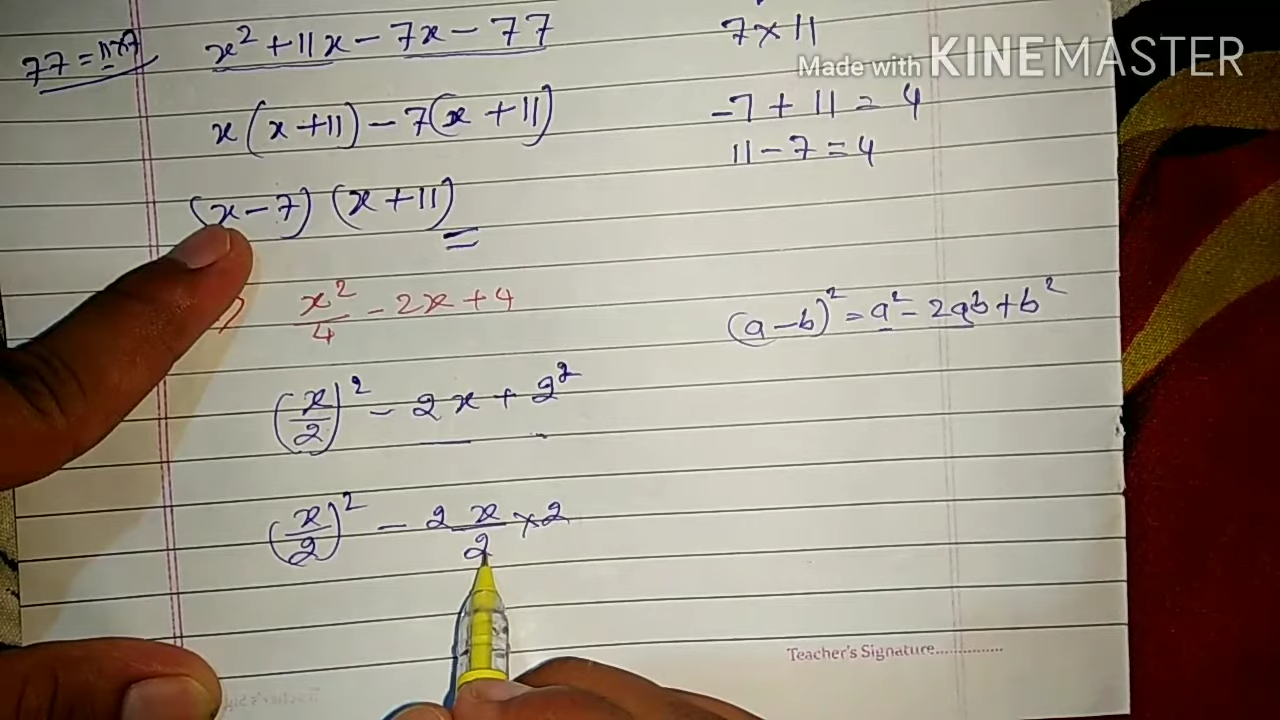 77 = 11×7
x² + 11x - 7x - 77
7 × 11
Made with KINEMASTER
x(x + 11) - 7(x + 11)
-7 + 11 = 4
11 - 7 = 4
(x - 7) (x + 11)
x²/4 - 2x + 4
(a - b)² = a² - 2ab + b²
(x/2)² - 2x + 2²
(x/2)² - 2 x/2 × 2
Teacher's Signature...............